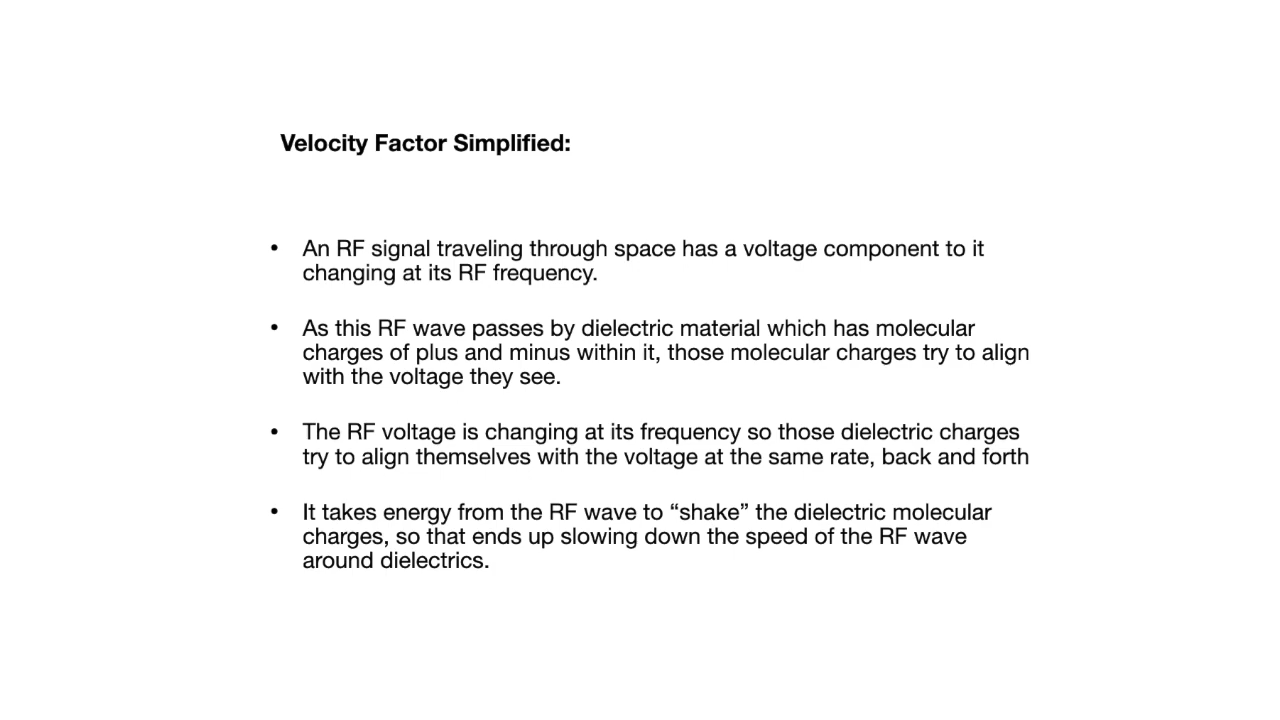 Velocity Factor Simplified:
• An RF signal traveling through space has a voltage component to it
changing at its RF frequency.
• As this RF wave passes by dielectric material which has molecular
charges of plus and minus within it, those molecular charges try to align
with the voltage they see.
• The RF voltage is changing at its frequency so those dielectric charges
try to align themselves with the voltage at the same rate, back and forth
• It takes energy from the RF wave to “shake” the dielectric molecular
charges, so that ends up slowing down the speed of the RF wave
around dielectrics.